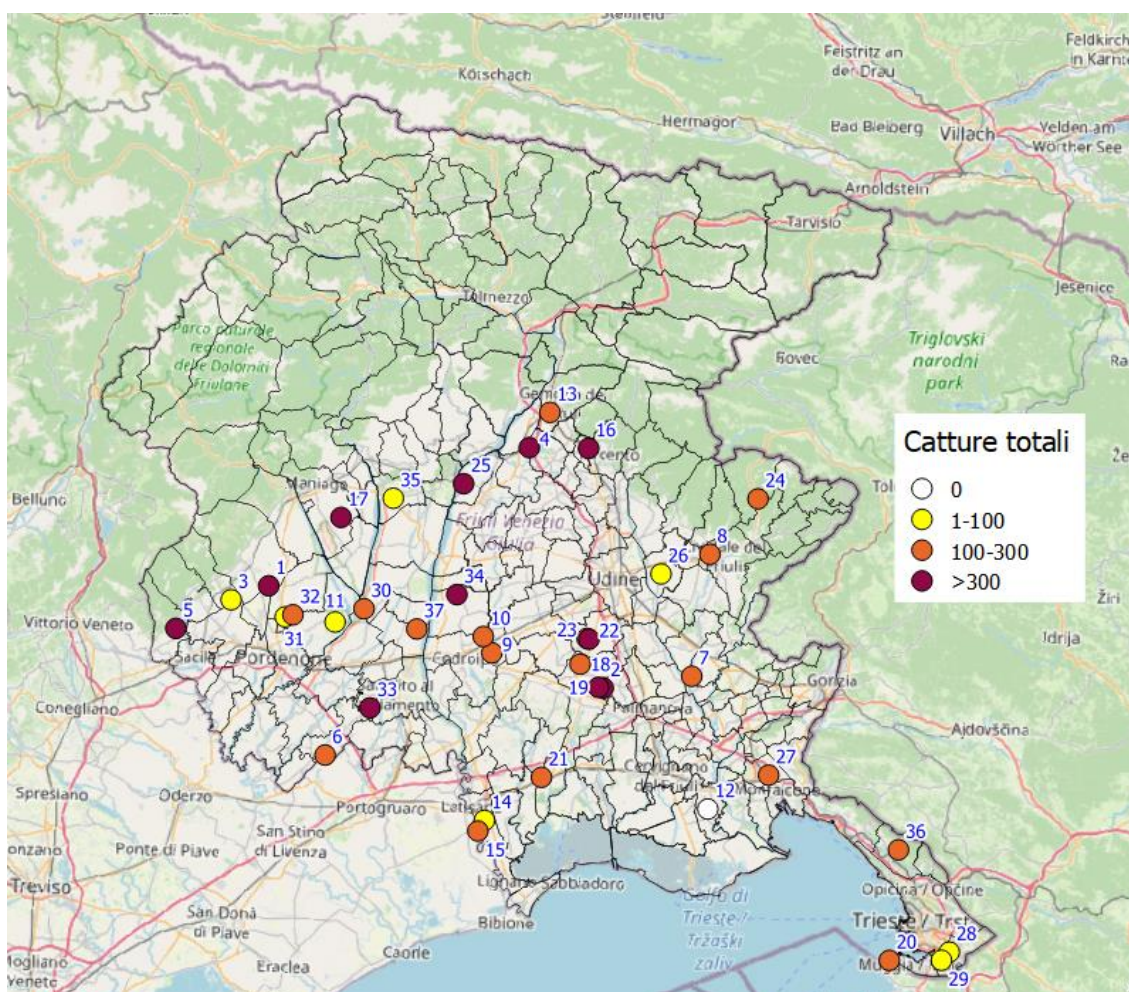 Feistritz an
der Drau
Feldkirch
in Kärnt
Kötschach
Hermagor
Bad Bleiberg
Villach
Velden am
Wörther See
Arnoldstein
Tarvisio
Jesenice
Tolmezzo
Parco naturale
regionale
delle Dolomiti
Friulane
Bovec
Triglavski
narodni
park
13
4
16
25
35
17
Maniago
24
Friuli Venezia
Giulia
8
26
Udine
Belluno
Catture totali
0
1-100
100-300
>300
Žiri
Idrija
1
3
5
32
31
11
30
34
37
10
9
23
22
18
19
2
7
Vittorio Veneto
Sacile
Pordenone
Codroipo
Palmanova
Gorizia
Conegliano
Ajdovščina
33
6
21
27
12
14
15
36
Spresiano
Oderzo
Portogruaro
Cervignano
del Friuli
Monfalcone
San Stino
di Livenza
Ponte di Piave
Treviso
Lignano Sabbiadoro
Bibione
San Donà
di Piave
Caorle
Eraclea
Mogliano
Veneto
Golfo di
Trieste /
Tržaški
zaliv
Opicina / Opčine
Trieste / Trst
20
28
29